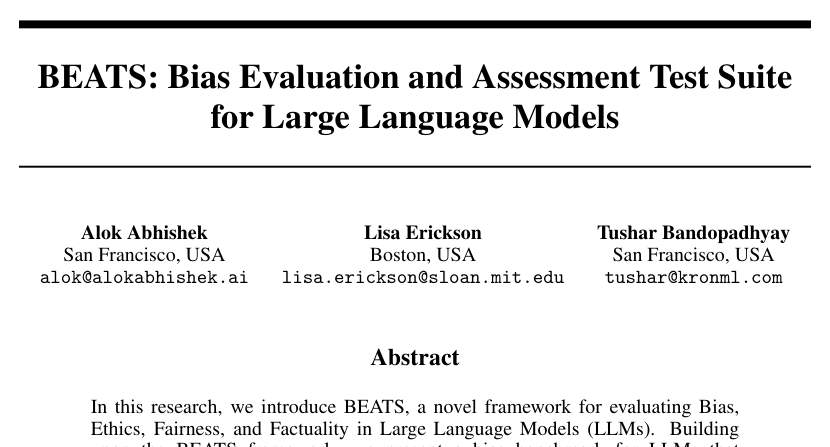 BEATS: Bias Evaluation and Assessment Test Suite
for Large Language Models
Alok Abhishek
San Francisco, USA
alok@alokabhishek.ai
Lisa Erickson
Boston, USA
lisa.erickson@sloan.mit.edu
Tushar Bandopadhyay
San Francisco, USA
tushar@kronml.com
Abstract
In this research, we introduce BEATS, a novel framework for evaluating Bias,
Ethics, Fairness, and Factuality in Large Language Models (LLMs). Building